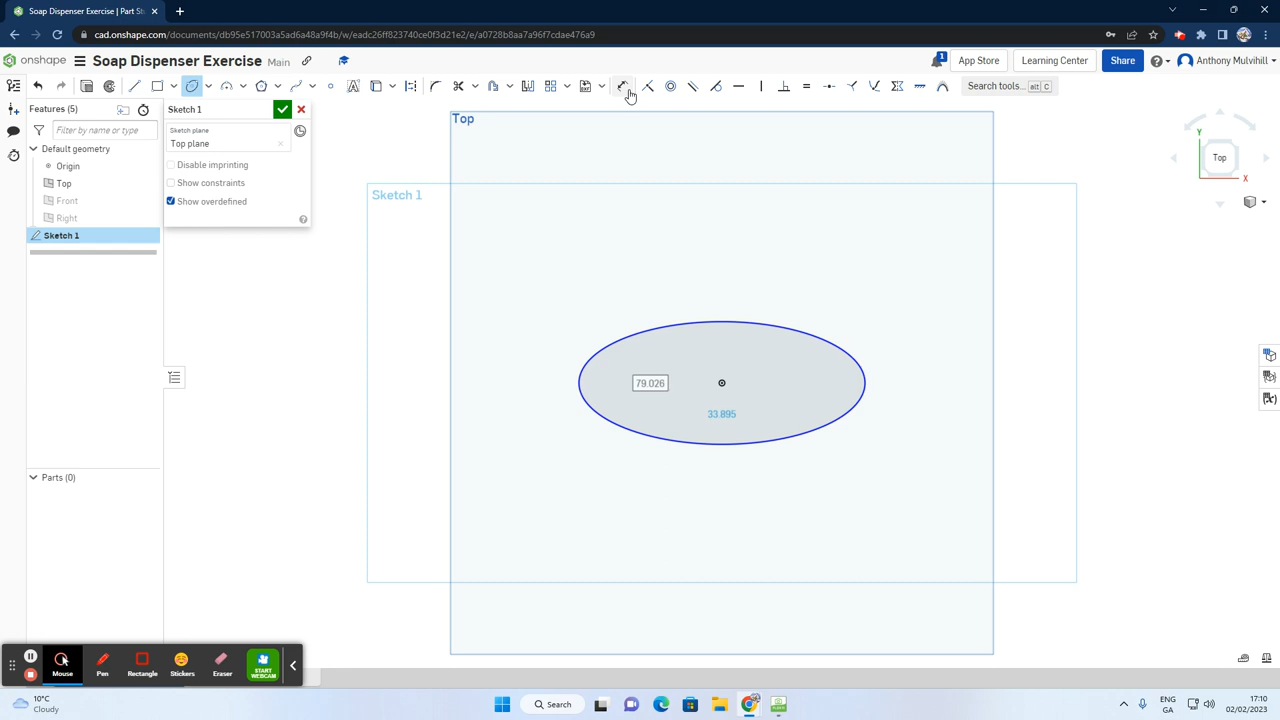 Soap Dispenser Exercise | Part St
cad.onshape.com/documents/db95e517003a5ad6a48a9f4b/w/eadc26ff823740ce0f3d21e2/e/a0728b8aa7a96f7cdae476a9
onshape
Soap Dispenser Exercise Main
1
App Store
Learning Center
Share
Anthony Mulvihill
Search tools... alt C
Features (5)
Filter by name or type
Default geometry
Origin
Top
Front
Right
Sketch 1
Sketch 1
Sketch plane
Top plane
Disable imprinting
Show constraints
Show overdefined
Top
Sketch 1
79.026
33.895
Y
Top
X
Parts (0)
Mouse
Pen
Rectangle
Stickers
Eraser
START
WEBCAM
10°C
Cloudy
Search
ENG
GA
17:10
02/02/2023